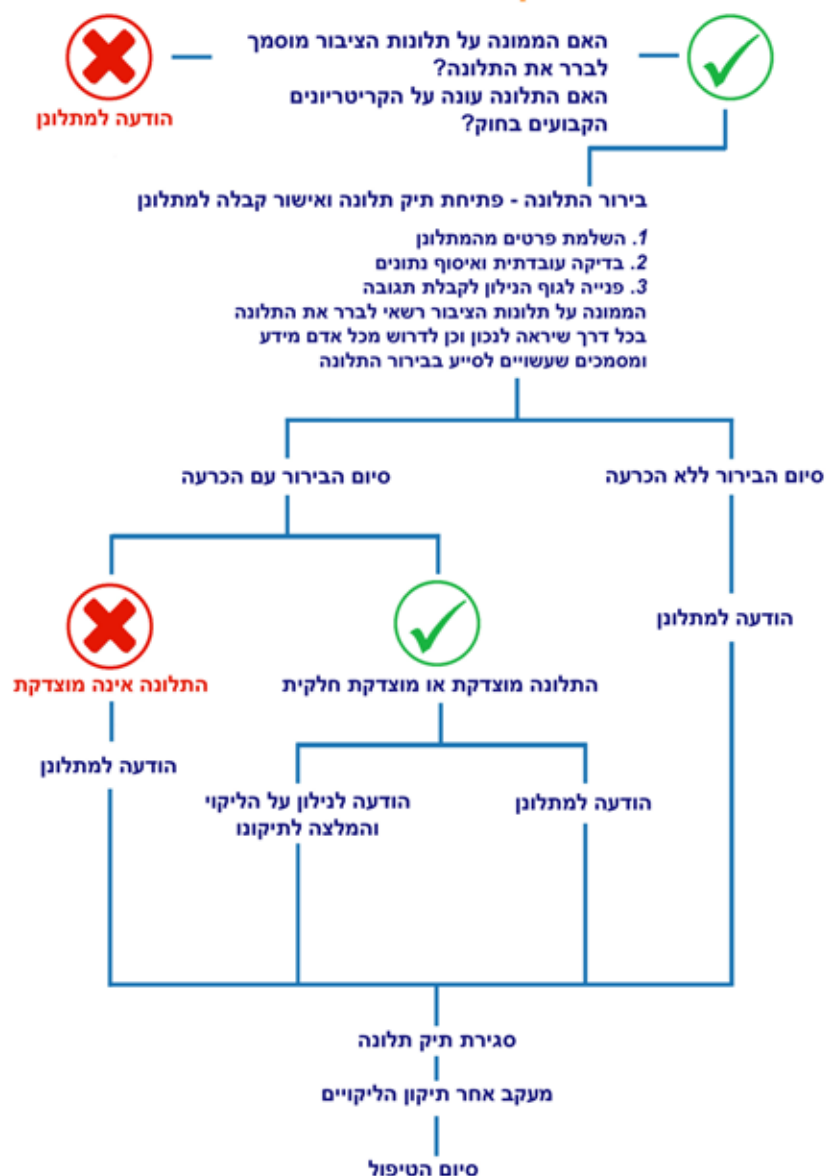 האם הממונה על תלונות הציבור מוסמך
לברר את התלונה?
האם התלונה עונה על הקריטריונים
הקבועים בחוק?
הודעה למתלונן
בירור התלונה - פתיחת תיק תלונה ואישור קבלה למתלונן
1. השלמת פרטים מהמתלונן
2. בדיקה עובדתית ואיסוף נתונים
3. פנייה לגוף הנילון לקבלת תגובה
הממונה על תלונות הציבור רשאי לברר את התלונה
בכל דרך שיראה לנכון וכן לדרוש מכל אדם מידע
ומסמכים שעשויים לסייע בבירור התלונה
סיום הבירור ללא הכרעה
סיום הבירור עם הכרעה
הודעה למתלונן
התלונה מוצדקת או מוצדקת חלקית
התלונה אינה מוצדקת
הודעה למתלונן
הודעה לנילון על הליקוי
והמלצה לתיקונו
הודעה למתלונן
סגירת תיק תלונה
מעקב אחר תיקון הליקויים
סיום הטיפול